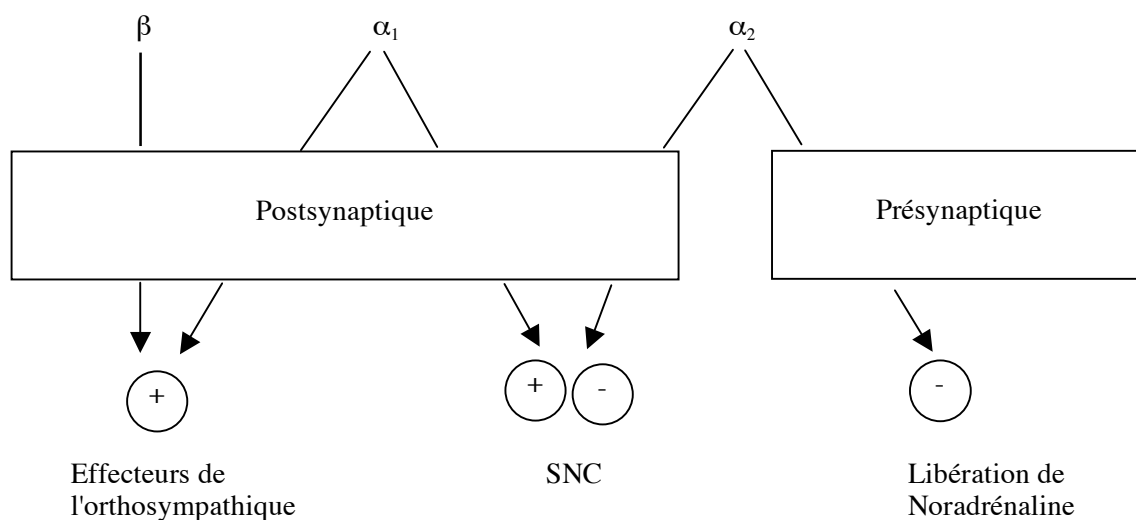 β α₁ α₂
Postsynaptique Présynaptique
+ + - -
Effecteurs de SNC Libération de
l'orthosympathique Noradrénaline